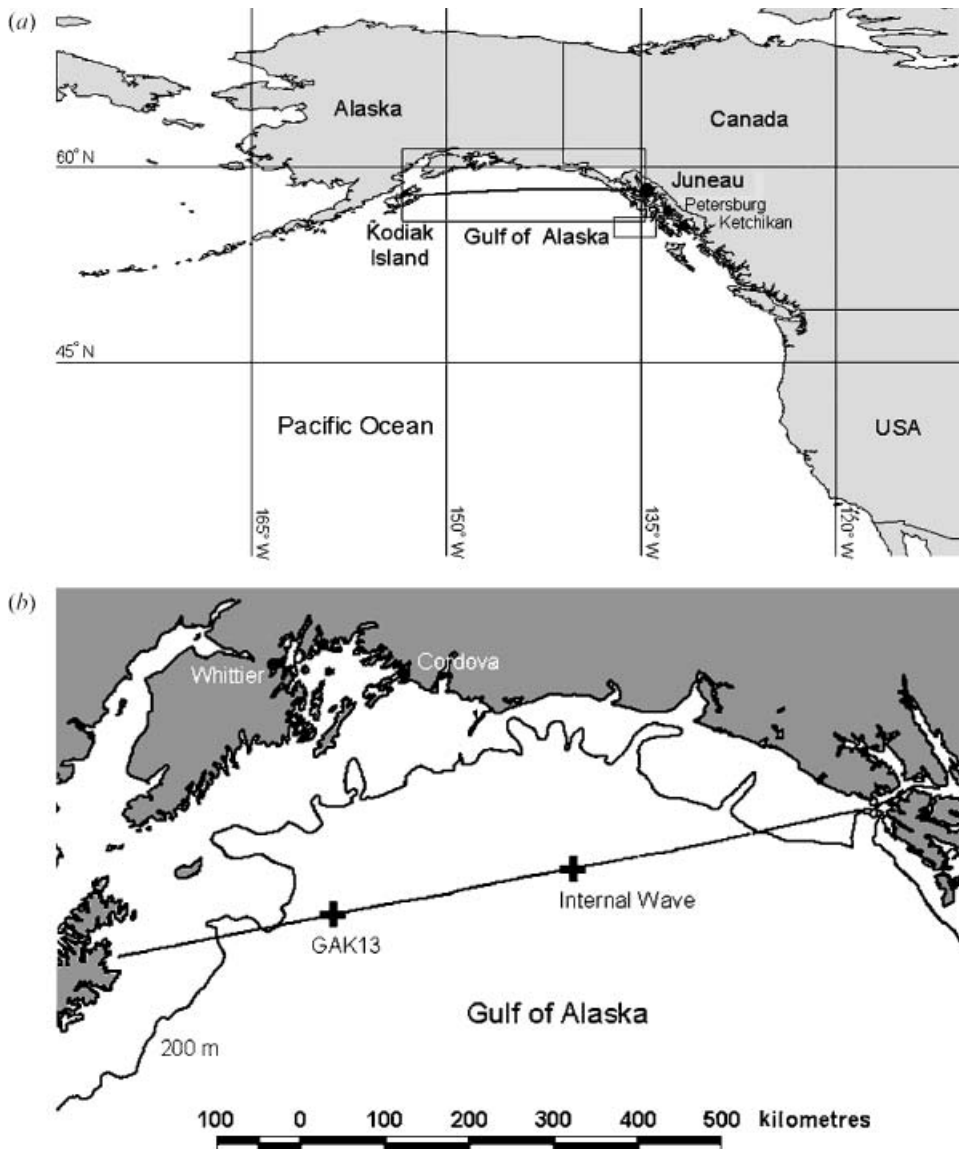 (a)
Alaska
Canada
60° N
Juneau
Petersburg
Ketchikan
Kodiak
Island
Gulf of Alaska
45° N
Pacific Ocean
USA
165° W
150° W
135° W
120° W
(b)
Whittier
Cordova
Internal Wave
GAK13
Gulf of Alaska
200 m
100 0 100 200 300 400 500 kilometres